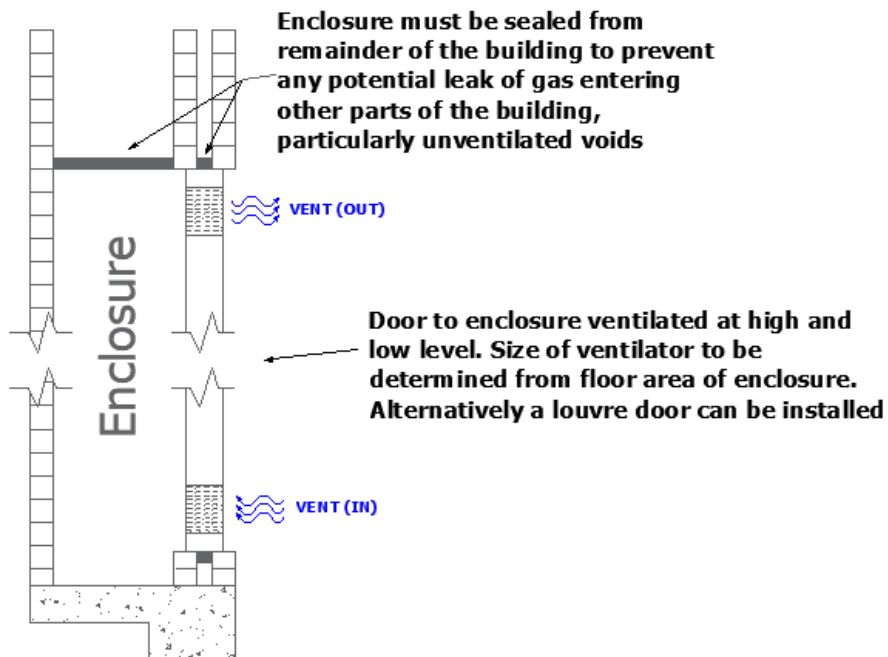 Enclosure must be sealed from
remainder of the building to prevent
any potential leak of gas entering
other parts of the building,
particularly unventilated voids
VENT (OUT)
Enclosure
Door to enclosure ventilated at high and
low level. Size of ventilator to be
determined from floor area of enclosure.
Alternatively a louvre door can be installed
VENT (IN)